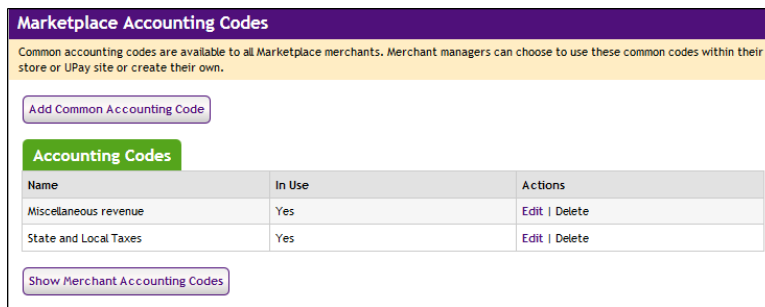 Marketplace Accounting Codes
Common accounting codes are available to all Marketplace merchants. Merchant managers can choose to use these common codes within their
store or UPay site or create their own.
Add Common Accounting Code
Accounting Codes
Name In Use Actions
Miscellaneous revenue Yes Edit | Delete
State and Local Taxes Yes Edit | Delete
Show Merchant Accounting Codes